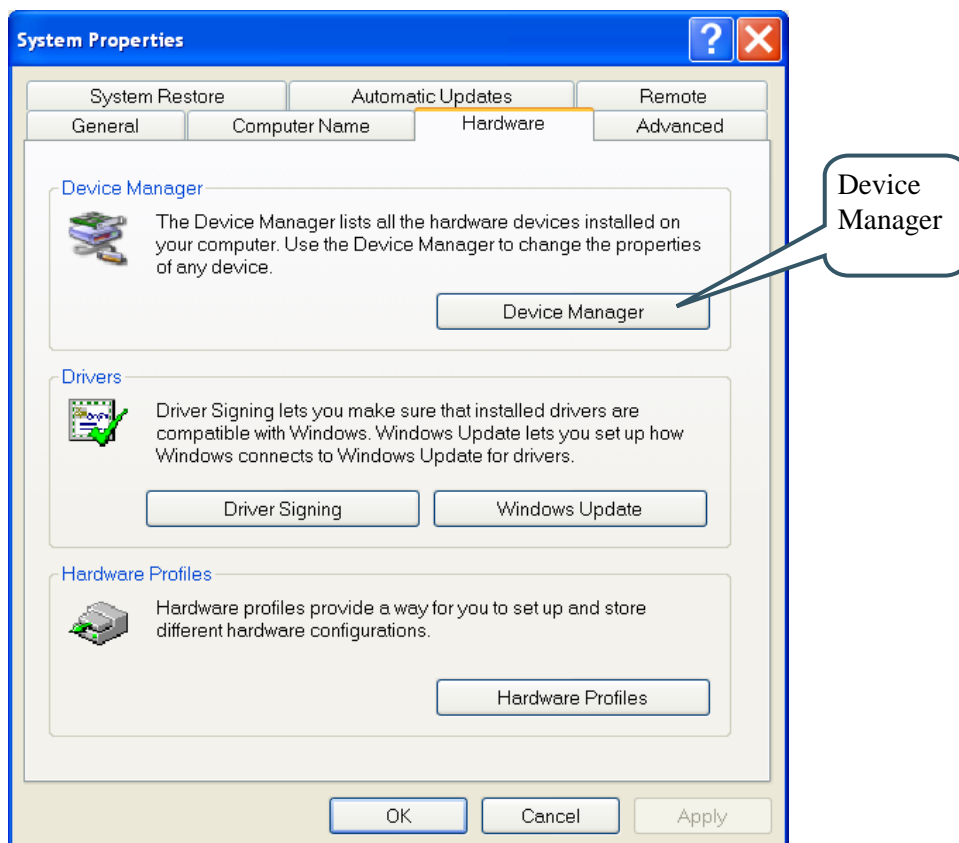 System Properties
System Restore
Automatic Updates
Remote
General
Computer Name
Hardware
Advanced
Device Manager
The Device Manager lists all the hardware devices installed on
your computer. Use the Device Manager to change the properties
of any device.
Device Manager
Device
Manager
Drivers
Driver Signing lets you make sure that installed drivers are
compatible with Windows. Windows Update lets you set up how
Windows connects to Windows Update for drivers.
Driver Signing
Windows Update
Hardware Profiles
Hardware profiles provide a way for you to set up and store
different hardware configurations.
Hardware Profiles
OK
Cancel
Apply